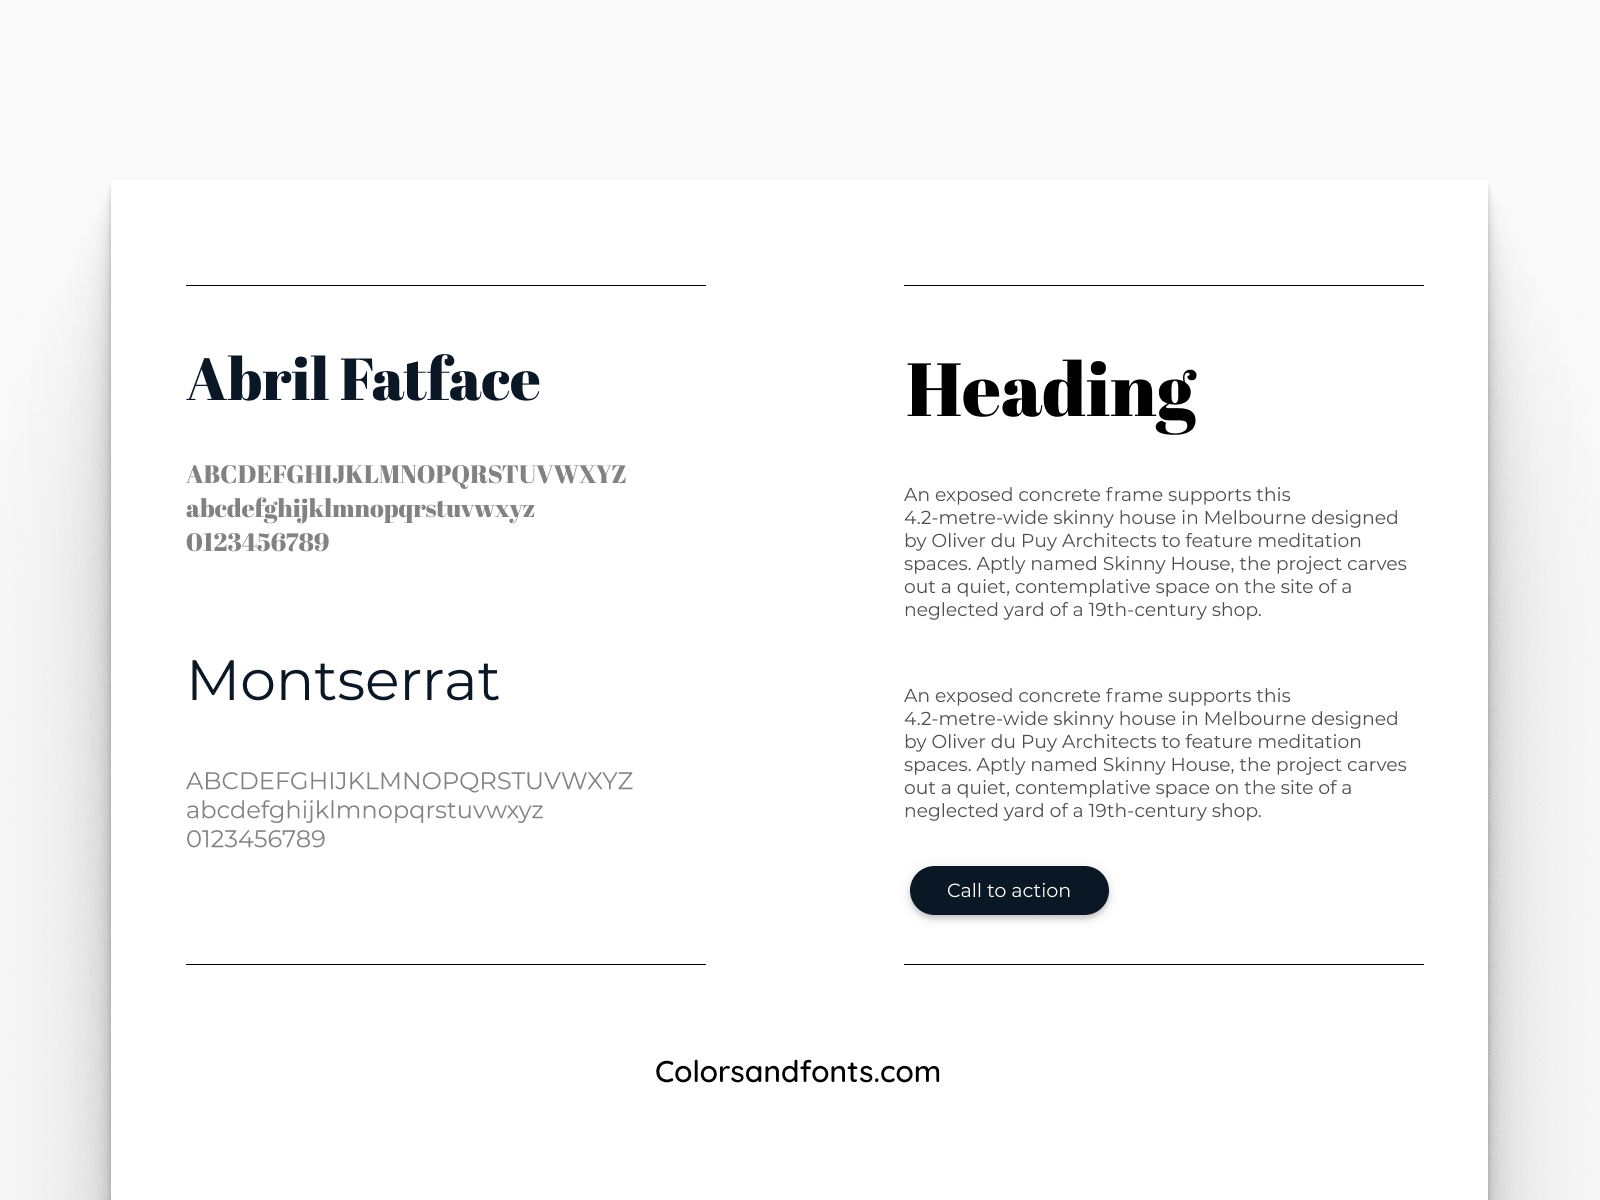 Abril Fatface
ABCDEFGHIJKLMNOPQRSTUVWXYZ
abcdefghijklmnopqrstuvwxyz
0123456789
Montserrat
ABCDEFGHIJKLMNOPQRSTUVWXYZ
abcdefghijklmnopqrstuvwxyz
0123456789
Heading
An exposed concrete frame supports this
4.2-metre-wide skinny house in Melbourne designed
by Oliver du Puy Architects to feature meditation
spaces. Aptly named Skinny House, the project carves
out a quiet, contemplative space on the site of a
neglected yard of a 19th-century shop.
An exposed concrete frame supports this
4.2-metre-wide skinny house in Melbourne designed
by Oliver du Puy Architects to feature meditation
spaces. Aptly named Skinny House, the project carves
out a quiet, contemplative space on the site of a
neglected yard of a 19th-century shop.
Call to action
Colorsandfonts.com